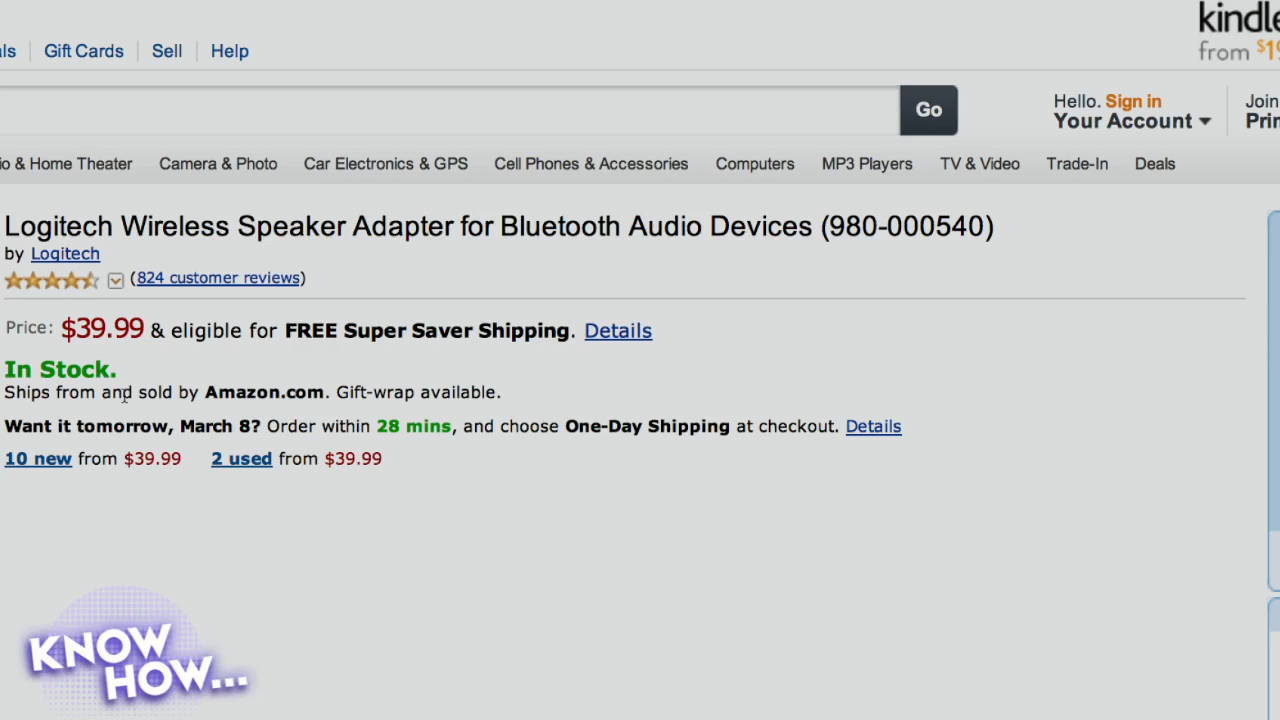 kindle
from $19
ls | Gift Cards | Sell | Help
Go
Hello. Sign in
Your Account
Join
Prim
io & Home Theater Camera & Photo Car Electronics & GPS Cell Phones & Accessories Computers MP3 Players TV & Video Trade-In Deals
Logitech Wireless Speaker Adapter for Bluetooth Audio Devices (980-000540)
by Logitech
(824 customer reviews)
Price: $39.99 & eligible for FREE Super Saver Shipping. Details
In Stock.
Ships from and sold by Amazon.com. Gift-wrap available.
Want it tomorrow, March 8? Order within 28 mins, and choose One-Day Shipping at checkout. Details
10 new from $39.99 2 used from $39.99
KNOW
HOW...